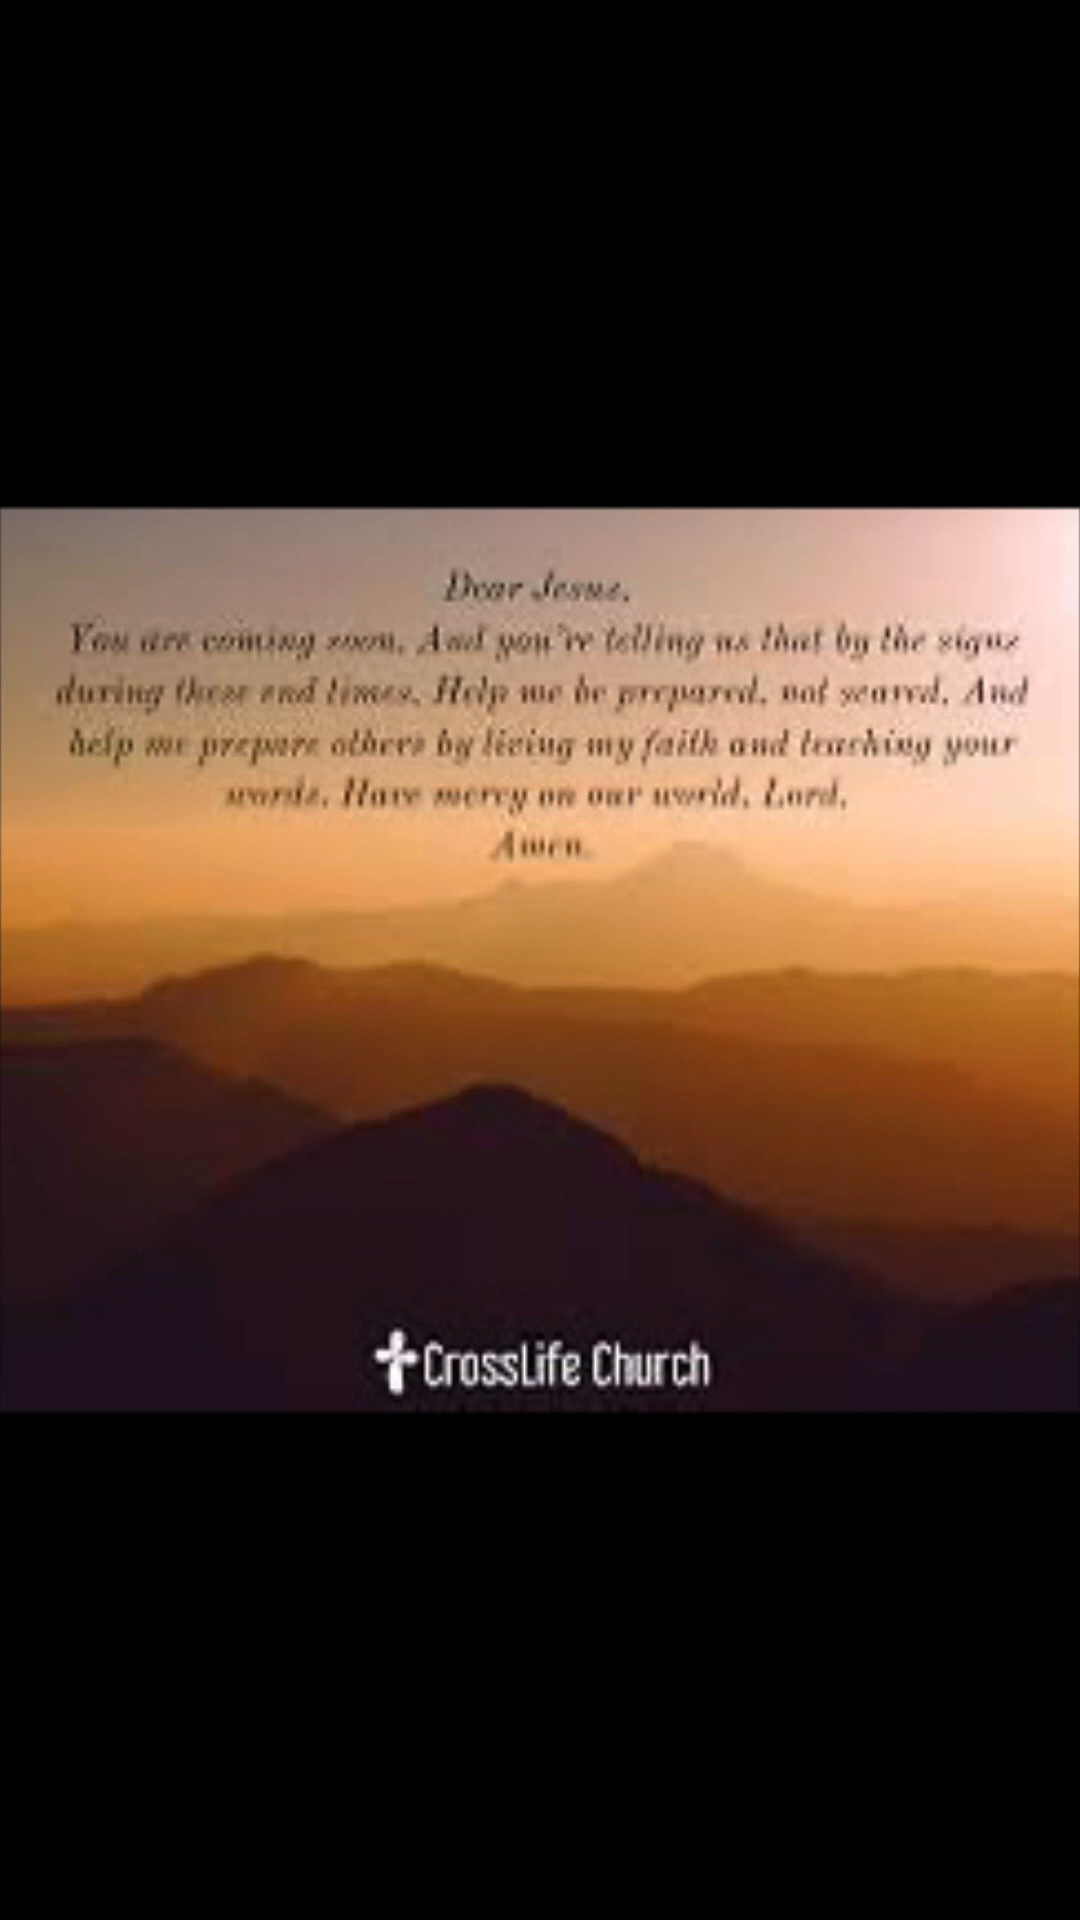 Dear Jesus,
You are coming soon. And you're telling us that by the signs
during these end times. Help me be prepared, not scared. And
help me prepare others by living my faith and teaching your
words. Have mercy on our world, Lord.
Amen.
CrossLife Church